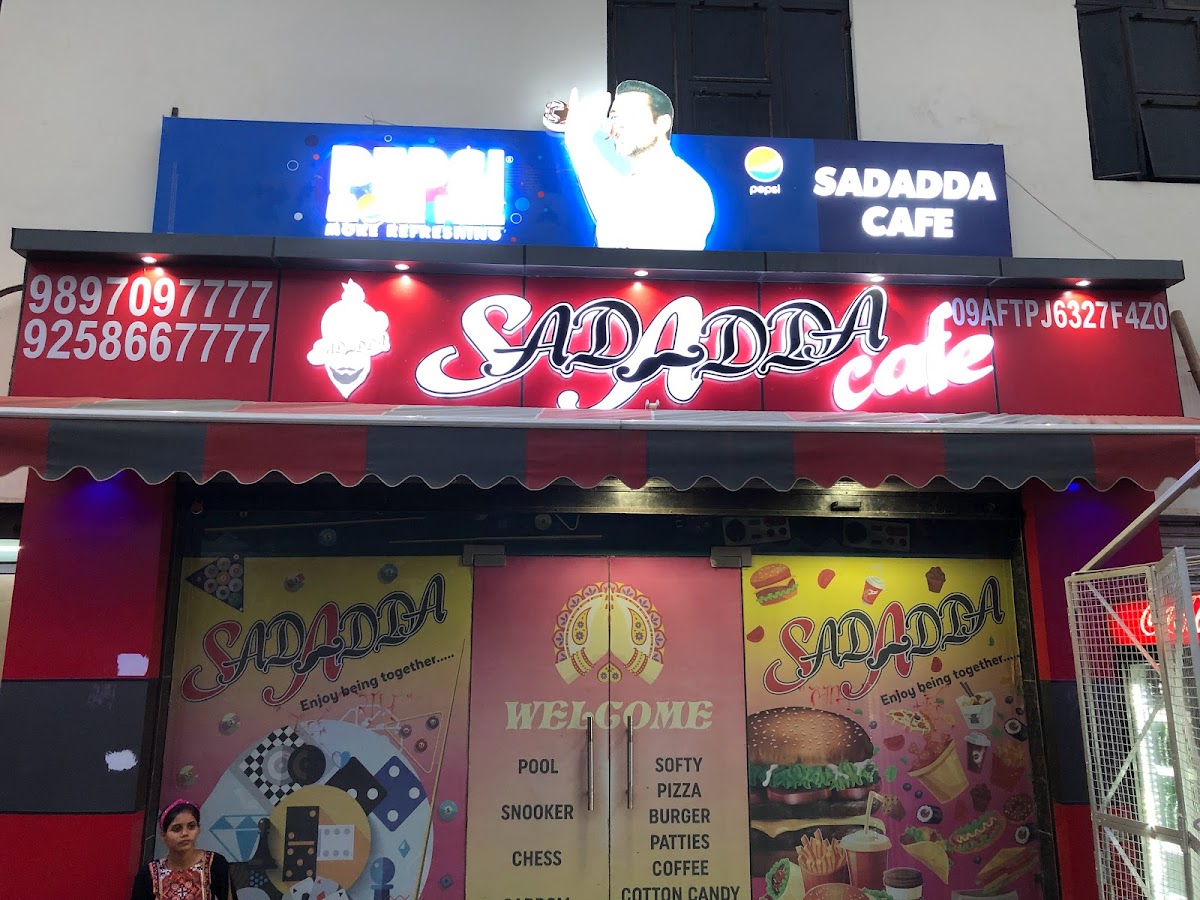 PEPSI
MORE REFRESHING
pepsi
SADADDA
CAFE
9897097777
9258667777
SADADDA
SADADDA
cafe
09AFTPJ6327F4Z0
SADADDA
Enjoy being together.....
WELCOME
POOL
SNOOKER
CHESS
SOFTY
PIZZA
BURGER
PATTIES
COFFEE
COTTON CANDY
SADADDA
Enjoy being together.....